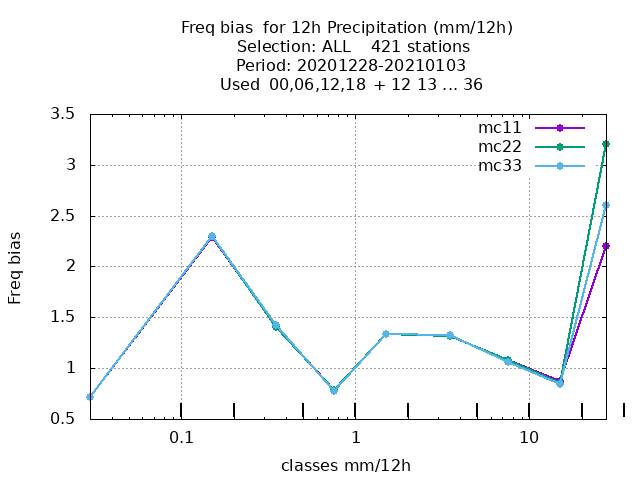 Freq bias  for 12h Precipitation (mm/12h)
Selection: ALL    421 stations
Period: 20201228-20210103
Used  00,06,12,18  + 12 13 ... 36
3.5
3
2.5
2
1.5
1
0.5
Freq bias
mc11
mc22
mc33
0.1
1
10
classes mm/12h